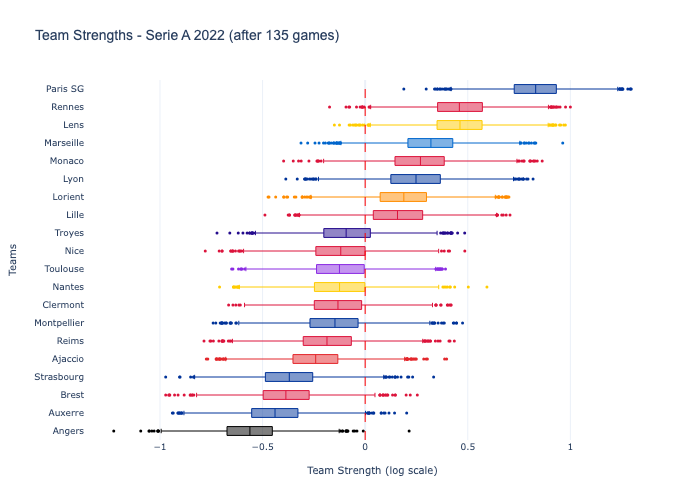 Team Strengths - Serie A 2022 (after 135 games)
Paris SG
Rennes
Lens
Marseille
Monaco
Lyon
Lorient
Lille
Troyes
Nice
Toulouse
Nantes
Clermont
Montpellier
Reims
Ajaccio
Strasbourg
Brest
Auxerre
Angers
Teams
−1 −0.5 0 0.5 1
Team Strength (log scale)